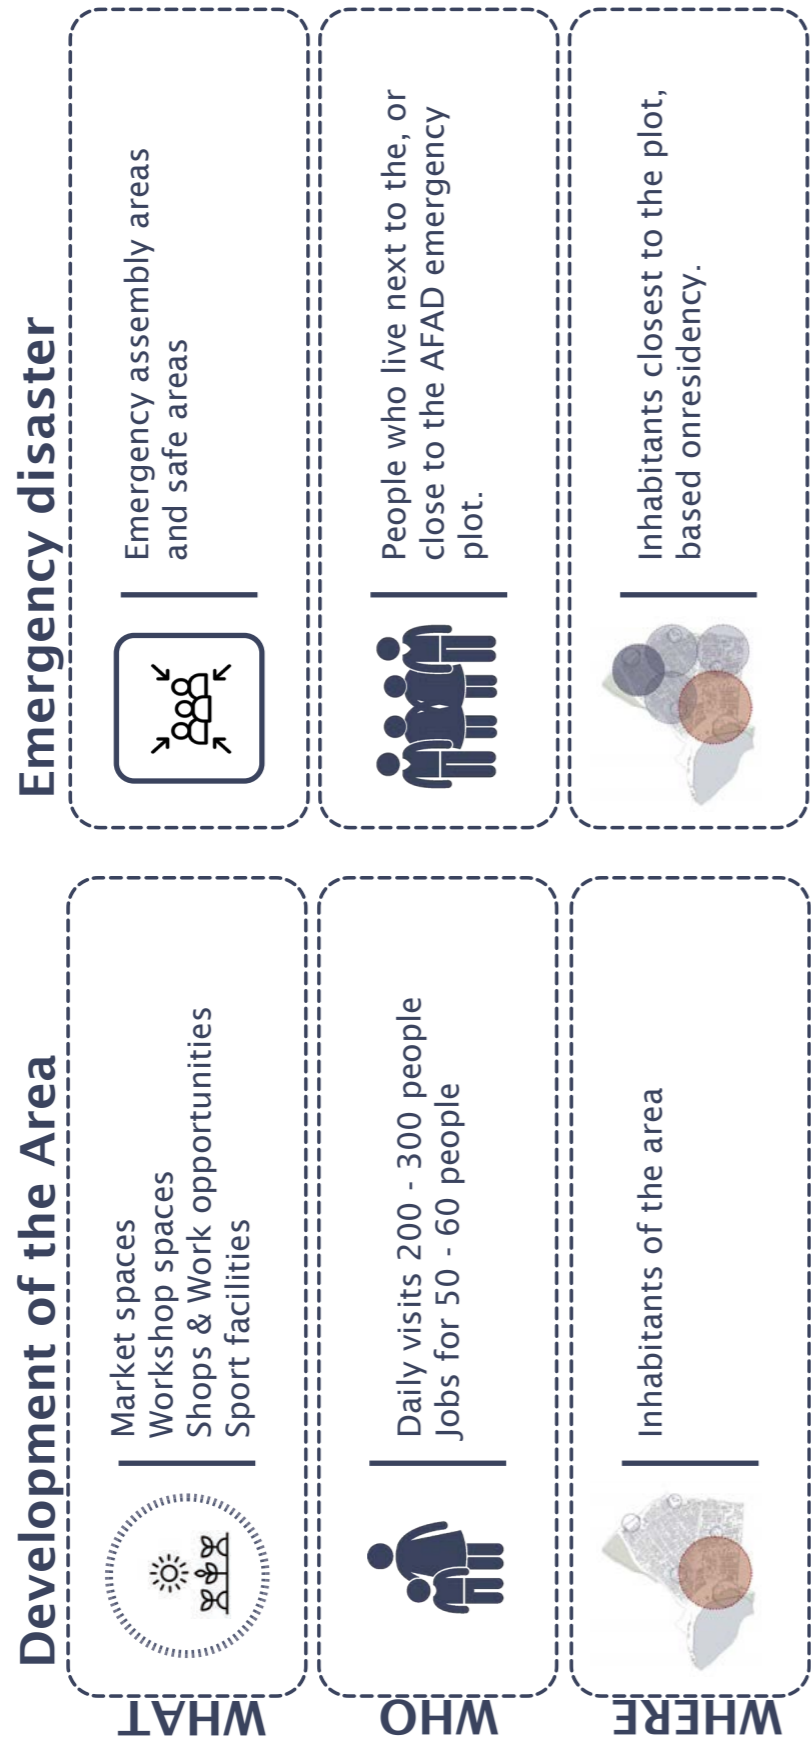 Development of the Area
Emergency disaster
WHAT
Market spaces
Workshop spaces
Shops & Work opportunities
Sport facilities
Emergency assembly areas
and safe areas
WHO
Daily visits 200 - 300 people
Jobs for 50 - 60 people
People who live next to the, or
close to the AFAD emergency
plot.
WHERE
Inhabitants of the area
Inhabitants closest to the plot,
based onresidency.